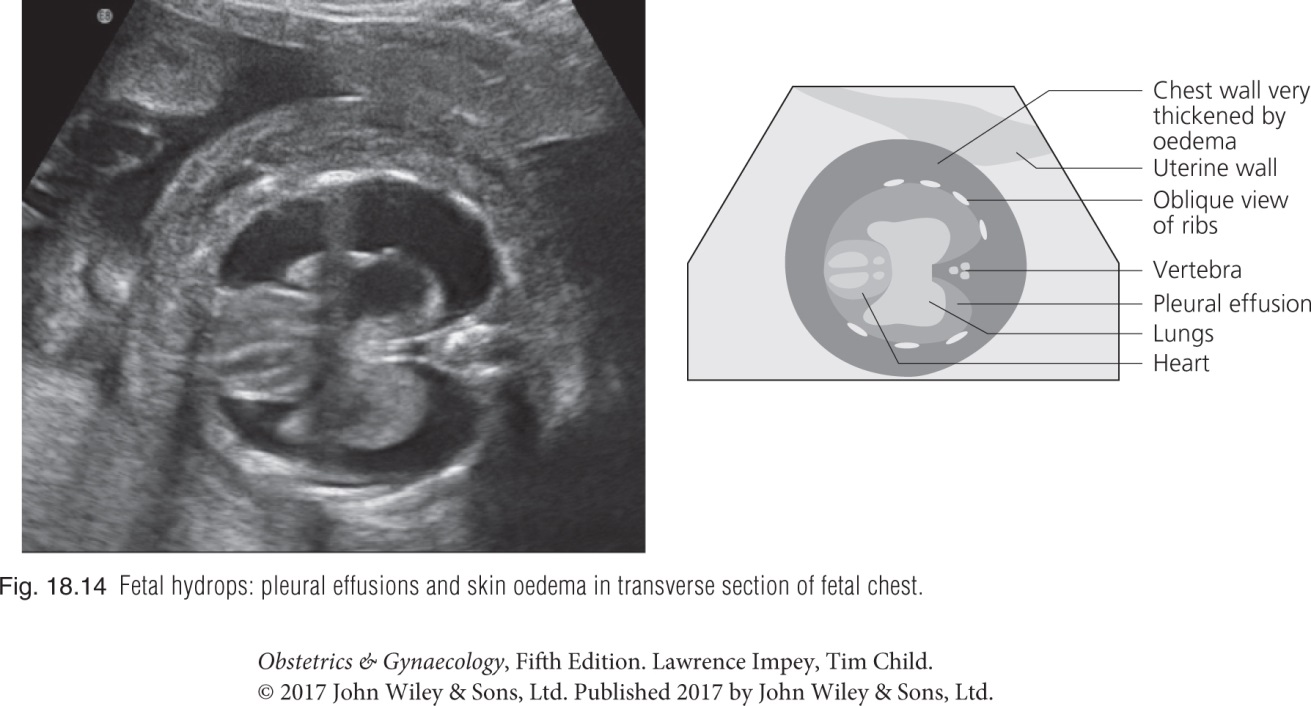 Chest wall very
thickened by
oedema
Uterine wall
Oblique view
of ribs
Vertebra
Pleural effusion
Lungs
Heart
Fig. 18.14 Fetal hydrops: pleural effusions and skin oedema in transverse section of fetal chest.
Obstetrics & Gynaecology, Fifth Edition. Lawrence Impey, Tim Child.
© 2017 John Wiley & Sons, Ltd. Published 2017 by John Wiley & Sons, Ltd.